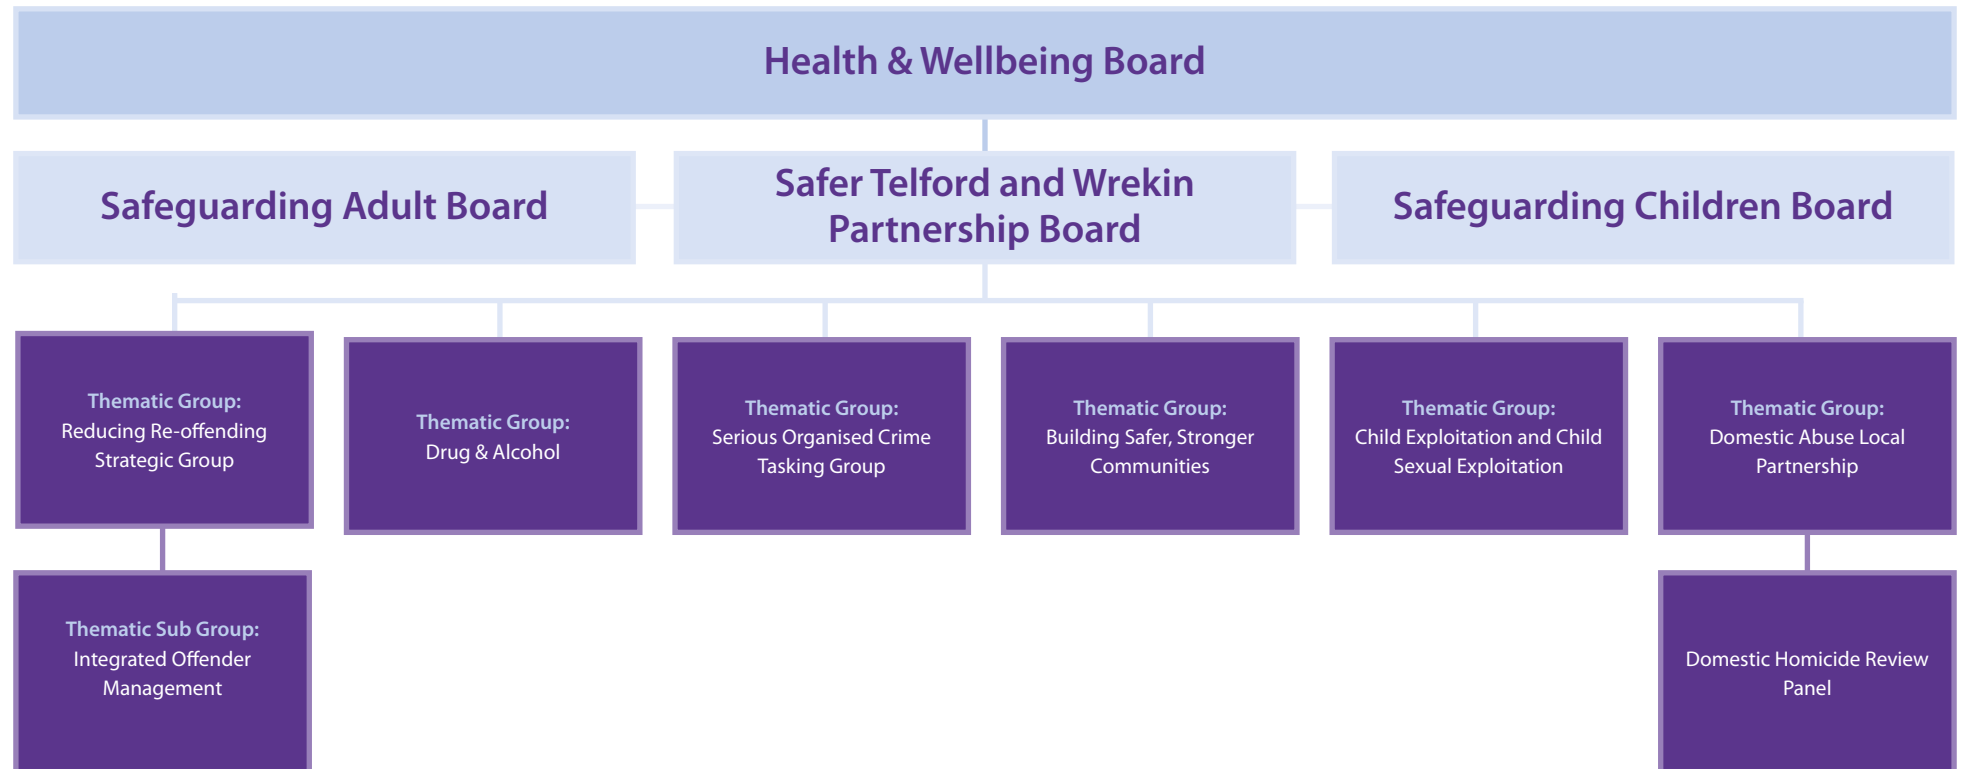 Health & Wellbeing Board
Safeguarding Adult Board
Safer Telford and Wrekin
Partnership Board
Safeguarding Children Board
Thematic Group:
Reducing Re-offending
Strategic Group
Thematic Group:
Drug & Alcohol
Thematic Group:
Serious Organised Crime
Tasking Group
Thematic Group:
Building Safer, Stronger
Communities
Thematic Group:
Child Exploitation and Child
Sexual Exploitation
Thematic Group:
Domestic Abuse Local
Partnership
Thematic Sub Group:
Integrated Offender
Management
Domestic Homicide Review
Panel